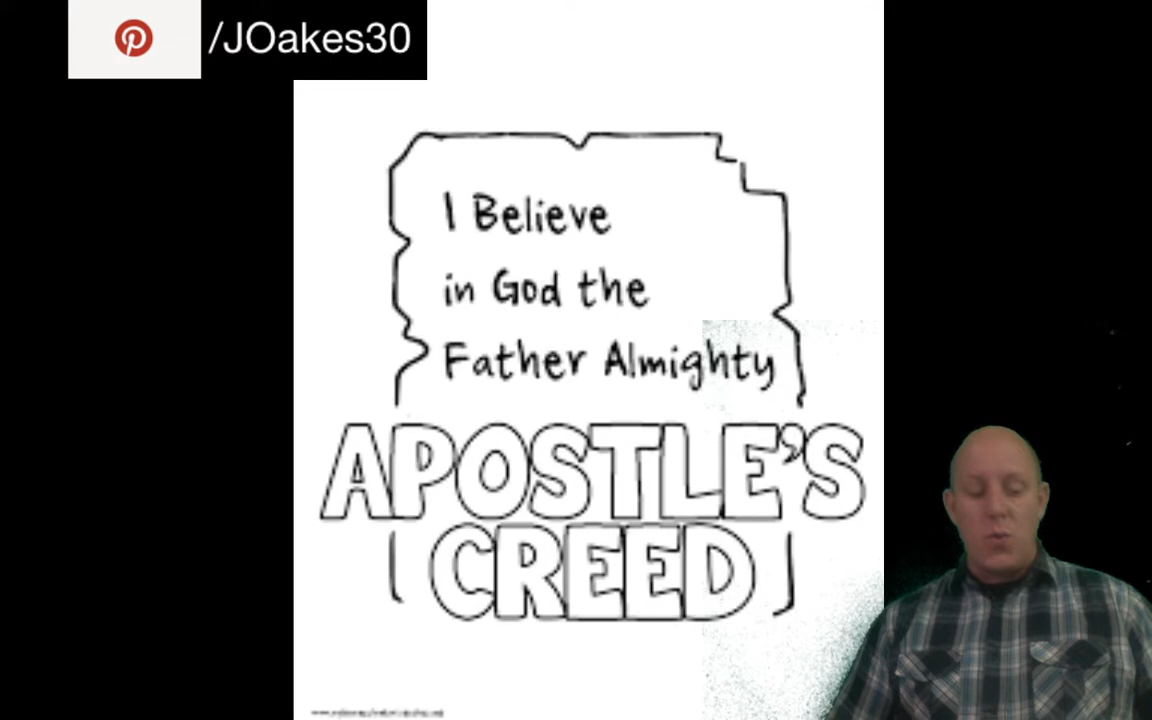 /JOakes30
I Believe
in God the
Father Almighty
APOSTLE'S
CREED